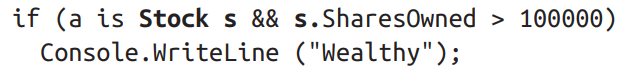 if (a is Stock s && s.SharesOwned > 100000)
  Console.WriteLine ("Wealthy");